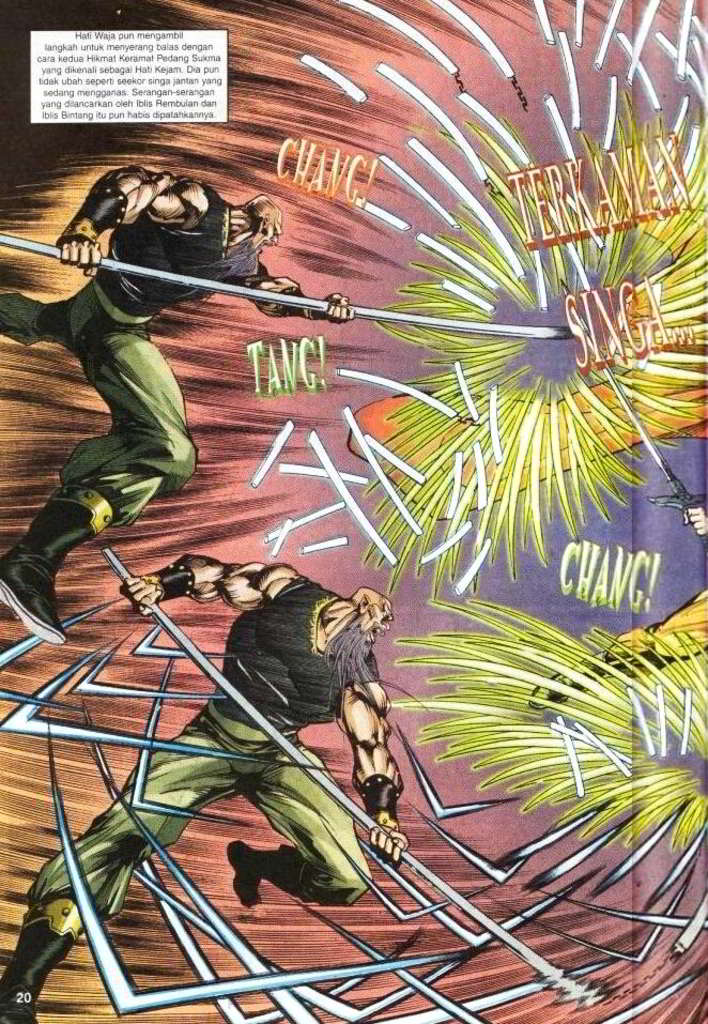 Hati Waja pun mengambil
langkah untuk menyerang balas dengan
cara kedua Hikmat Keramat Pedang Sukma
yang dikenali sebagai Hati Kejam. Dia pun
tidak ubah seperti seekor singa jantan yang
sedang mengganas. Serangan-serangan
yang dilancarkan oleh Iblis Rembulan dan
Iblis Bintang itu pun habis dipatahkannya.
CHANG!
TERKAMAN
SINGA...
TANG!
CHANG!
20